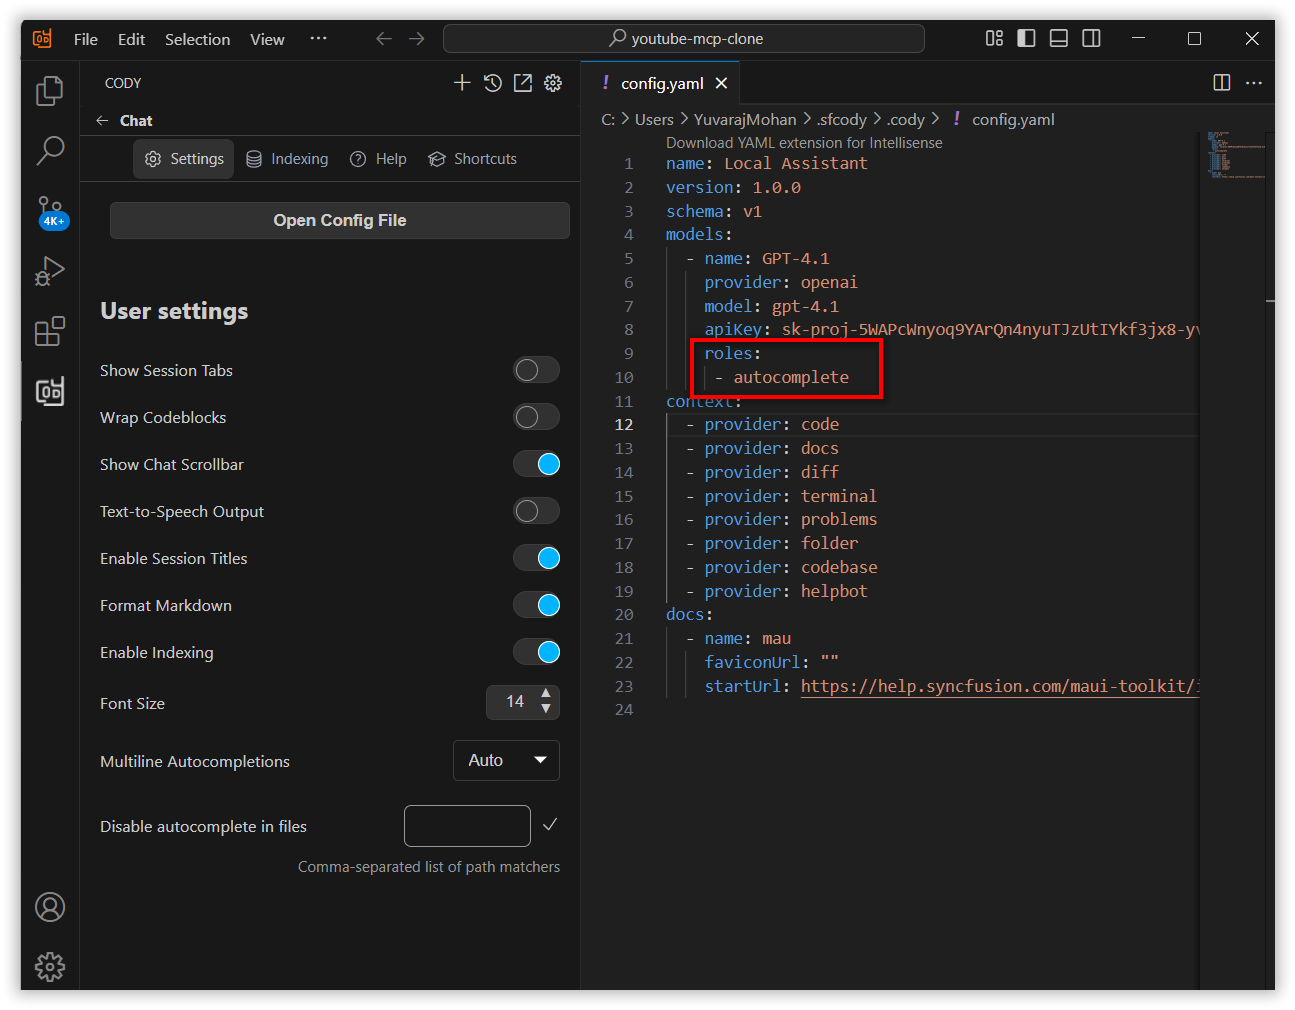 File Edit Selection View ··· youtube-mcp-clone
CODY
Chat
Settings Indexing Help Shortcuts
Open Config File
User settings
Show Session Tabs
Wrap Codeblocks
Show Chat Scrollbar
Text-to-Speech Output
Enable Session Titles
Format Markdown
Enable Indexing
Font Size 14
Multiline Autocompletions Auto
Disable autocomplete in files
Comma-separated list of path matchers
4K+
! config.yaml
C: > Users > YuvarajMohan > .sfcody > .cody > ! config.yaml
Download YAML extension for Intellisense
1 name: Local Assistant
2 version: 1.0.0
3 schema: v1
4 models:
5 - name: GPT-4.1
6 provider: openai
7 model: gpt-4.1
8 apiKey: sk-proj-5WAPcWnyoq9YArQn4nyuTJzUtIYkf3jx8-yv
9 roles:
10 - autocomplete
11 context:
12 - provider: code
13 - provider: docs
14 - provider: diff
15 - provider: terminal
16 - provider: problems
17 - provider: folder
18 - provider: codebase
19 - provider: helpbot
20 docs:
21 - name: mau
22 faviconUrl: ""
23 startUrl: https://help.syncfusion.com/maui-toolkit/
24